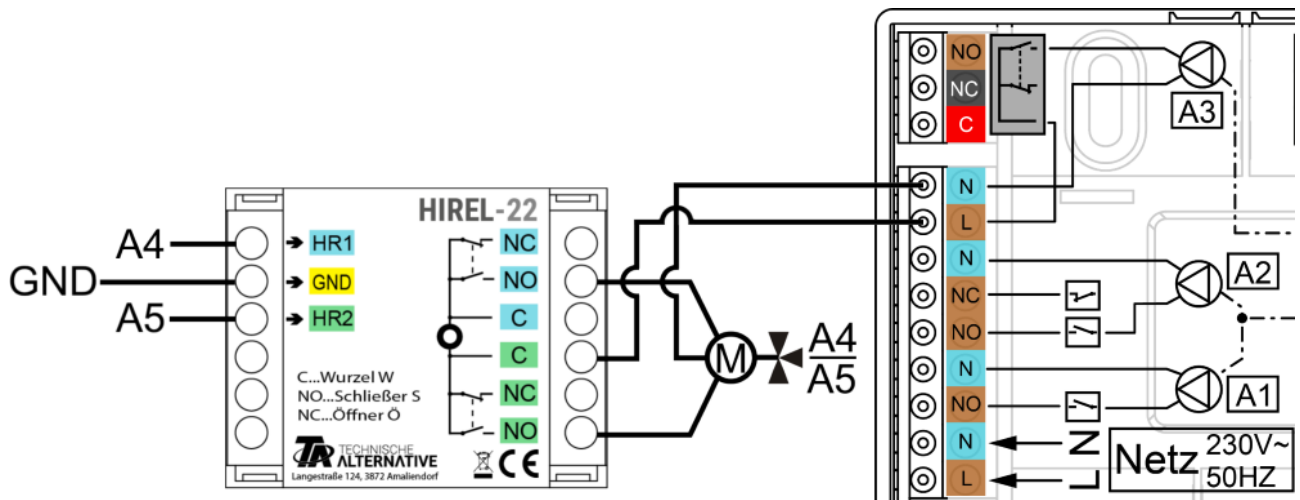 HIREL-22
A4
HR1
GND
GND
A5
HR2
NC
NO
C
C
NC
NO
C...Wurzel W
NO...Schließer S
NC...Öffner Ö
TA TECHNISCHE
ALTERNATIVE
Langestraße 124, 3872 Amaliendorf
CE
M
A4
A5
NO
NC
C
N
L
N
NC
NO
N
NO
N
L
A3
A2
A1
N
L
Netz 230V~
50HZ